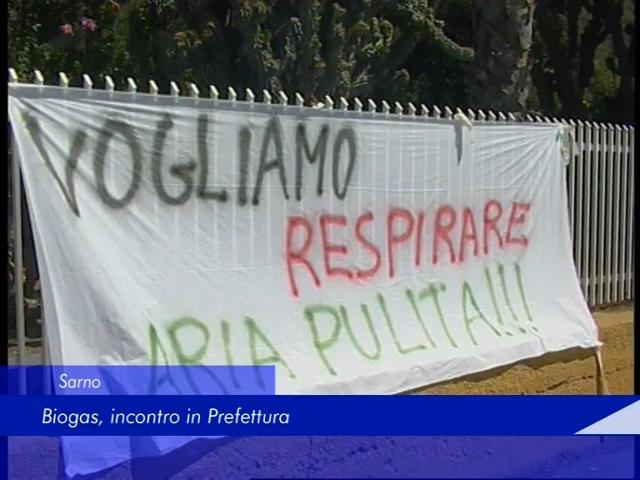 VOGLIAMO
RESPIRARE
ARIA PULITA!!!
Sarno
Biogas, incontro in Prefettura